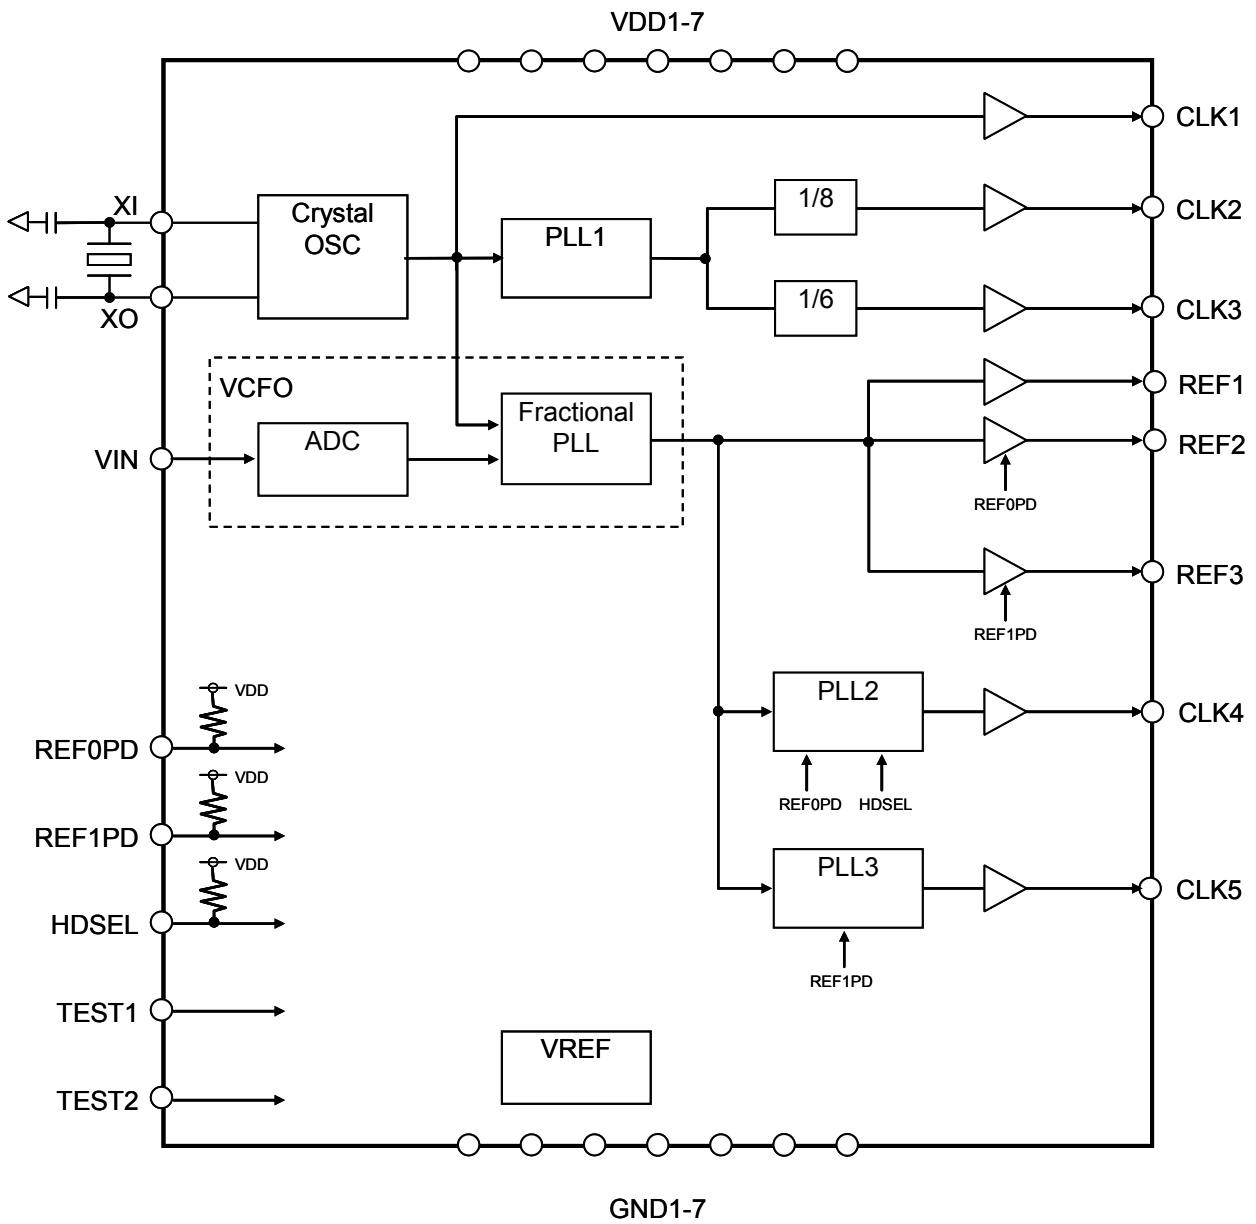 VDD1-7
CLK1
XI
Crystal
OSC
PLL1
1/8
CLK2
1/6
CLK3
XO
VCFO
REF1
VIN
ADC
Fractional
PLL
REF2
REF0PD
REF3
REF1PD
VDD
REF0PD
PLL2
CLK4
REF0PD
HDSEL
VDD
REF1PD
VDD
HDSEL
PLL3
CLK5
REF1PD
TEST1
VREF
TEST2
GND1-7